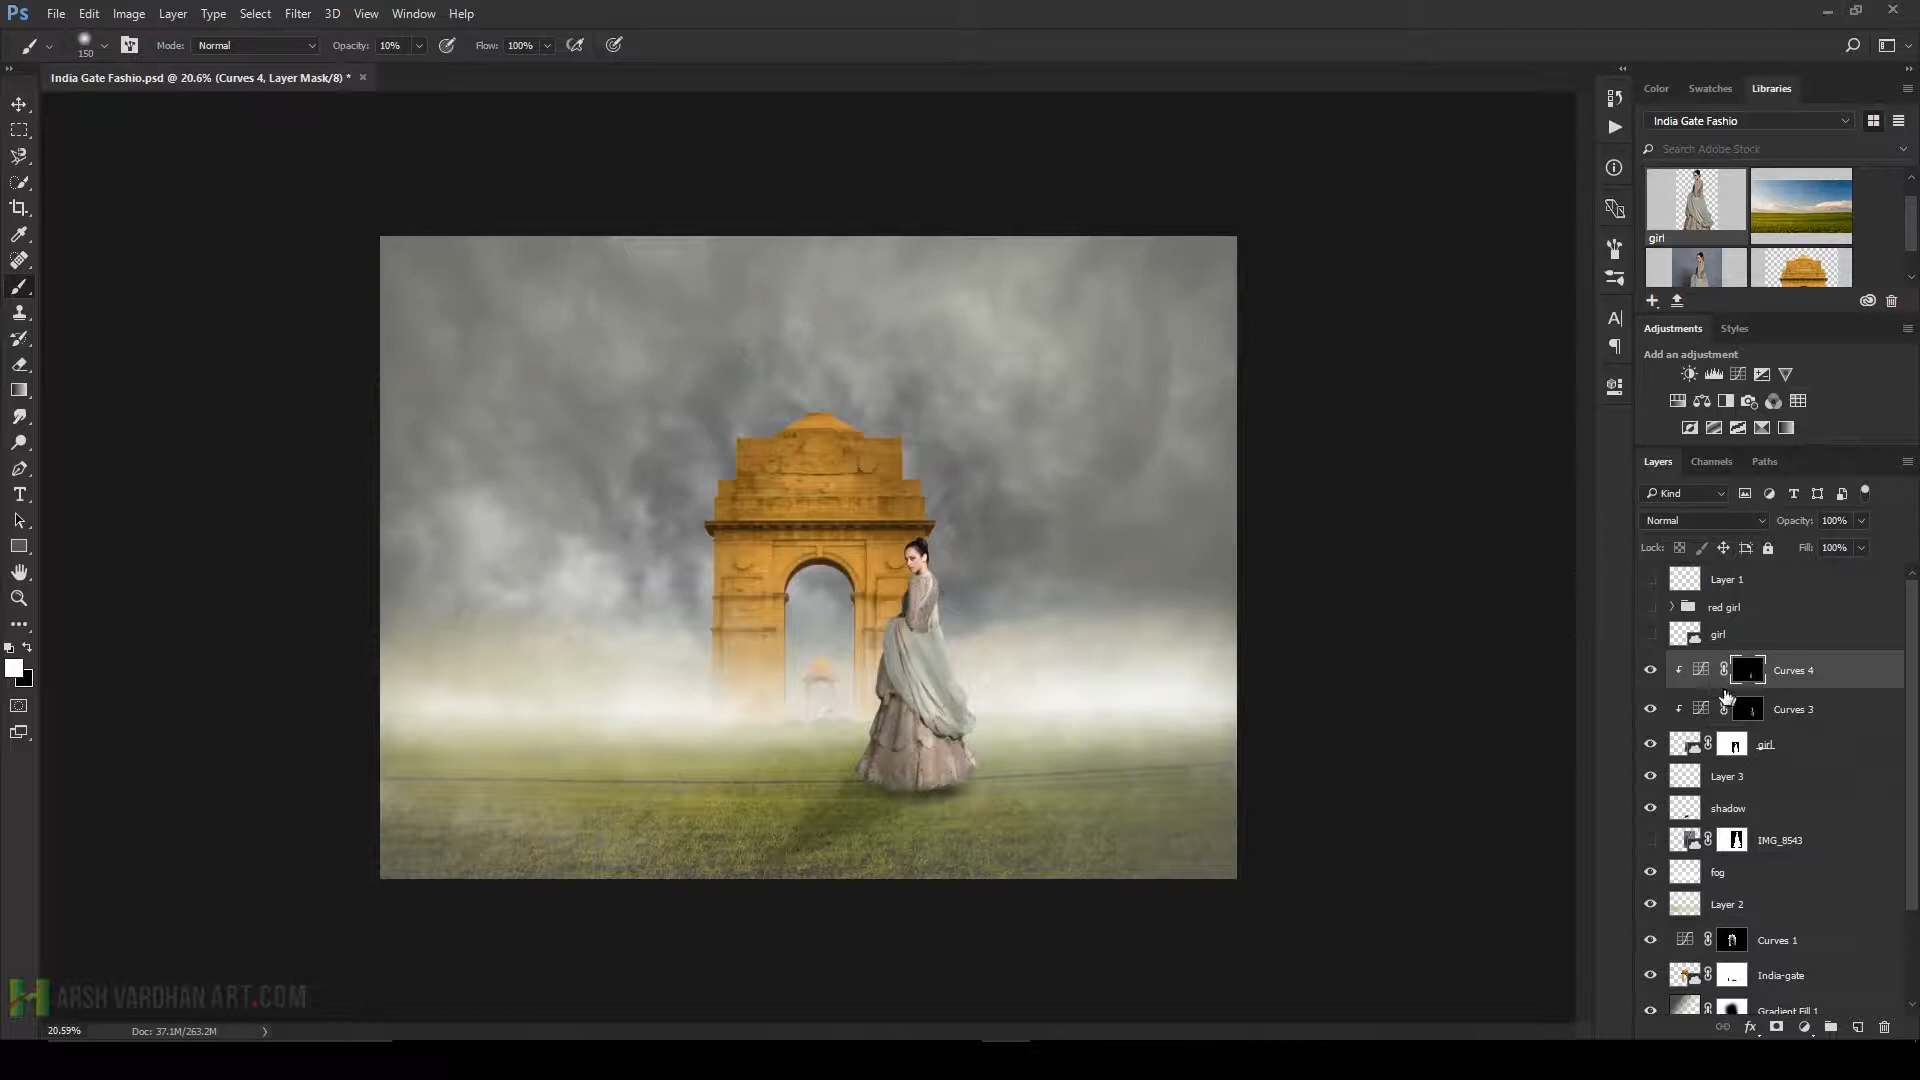 Ps File Edit Image Layer Type Select Filter 3D View Window Help
150 Mode: Normal Opacity: 10% Flow: 100%
India Gate Fashio.psd @ 20.6% (Curves 4, Layer Mask/8) *
Color Swatches Libraries
India Gate Fashio
Search Adobe Stock
girl
Adjustments Styles
Add an adjustment
Layers Channels Paths
Kind
Normal Opacity: 100%
Lock: Fill: 100%
Layer 1
red girl
girl
Curves 4
Curves 3
girl
Layer 3
shadow
IMG_8543
fog
Layer 2
Curves 1
India-gate
Gradient Fill 1
HARSH VARDHAN ART.COM
20.59% Doc: 37.1M/263.2M